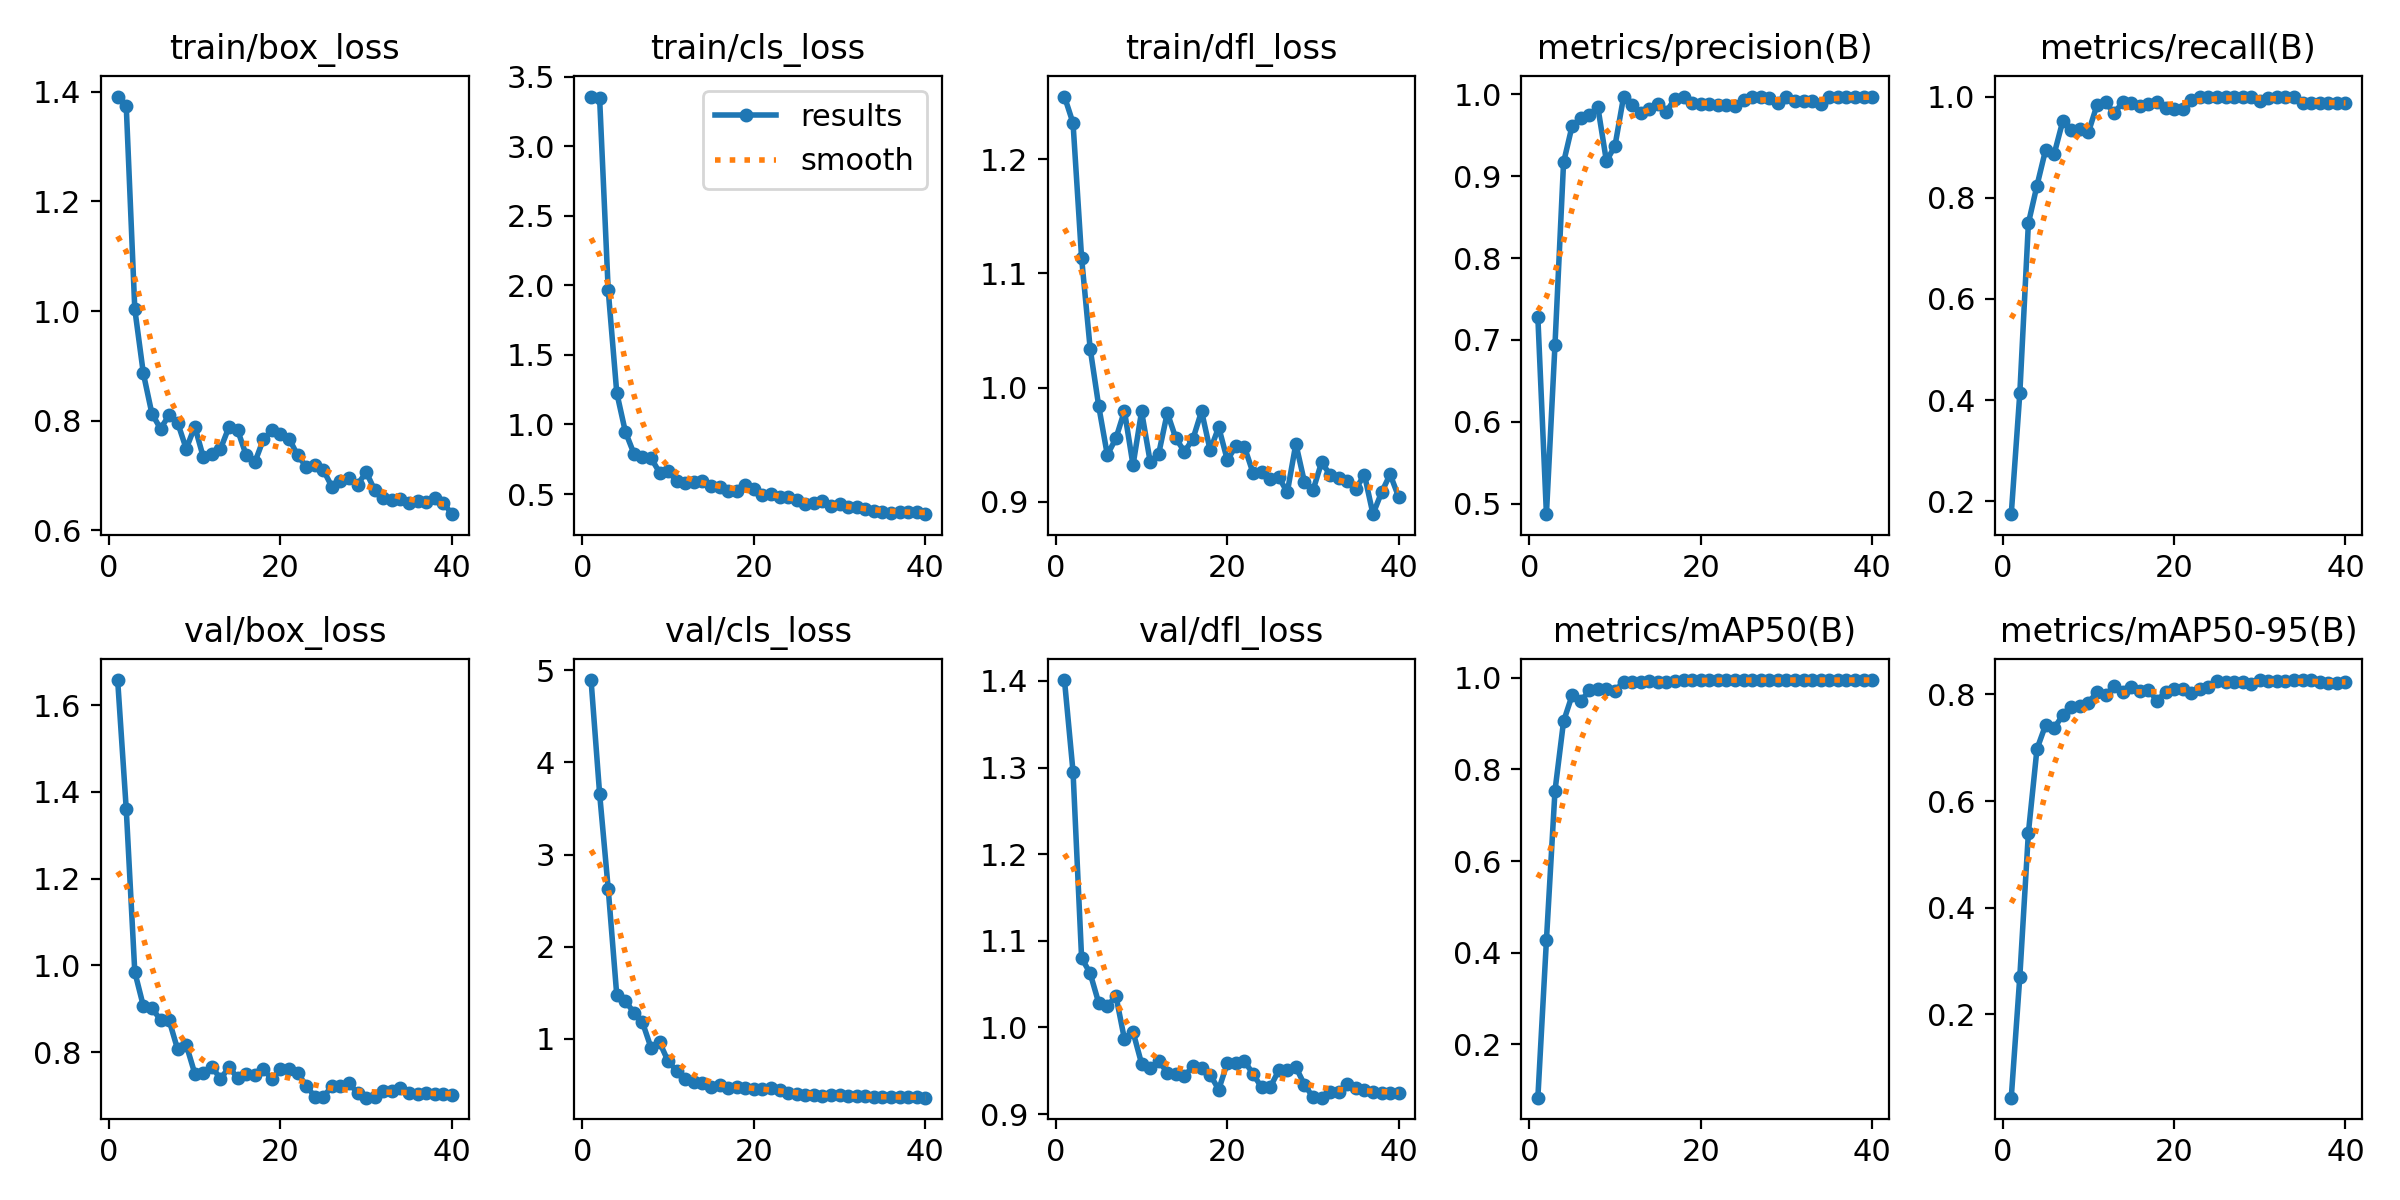 train/box_loss
1.4
1.2
1.0
0.8
0.6
0 20 40
train/cls_loss
3.5
3.0
2.5
2.0
1.5
1.0
0.5
0 20 40
results
smooth
train/dfl_loss
1.2
1.1
1.0
0.9
0 20 40
metrics/precision(B)
1.0
0.9
0.8
0.7
0.6
0.5
0 20 40
metrics/recall(B)
1.0
0.8
0.6
0.4
0.2
0 20 40
val/box_loss
1.6
1.4
1.2
1.0
0.8
0 20 40
val/cls_loss
5
4
3
2
1
0 20 40
val/dfl_loss
1.4
1.3
1.2
1.1
1.0
0.9
0 20 40
metrics/mAP50(B)
1.0
0.8
0.6
0.4
0.2
0 20 40
metrics/mAP50-95(B)
0.8
0.6
0.4
0.2
0 20 40